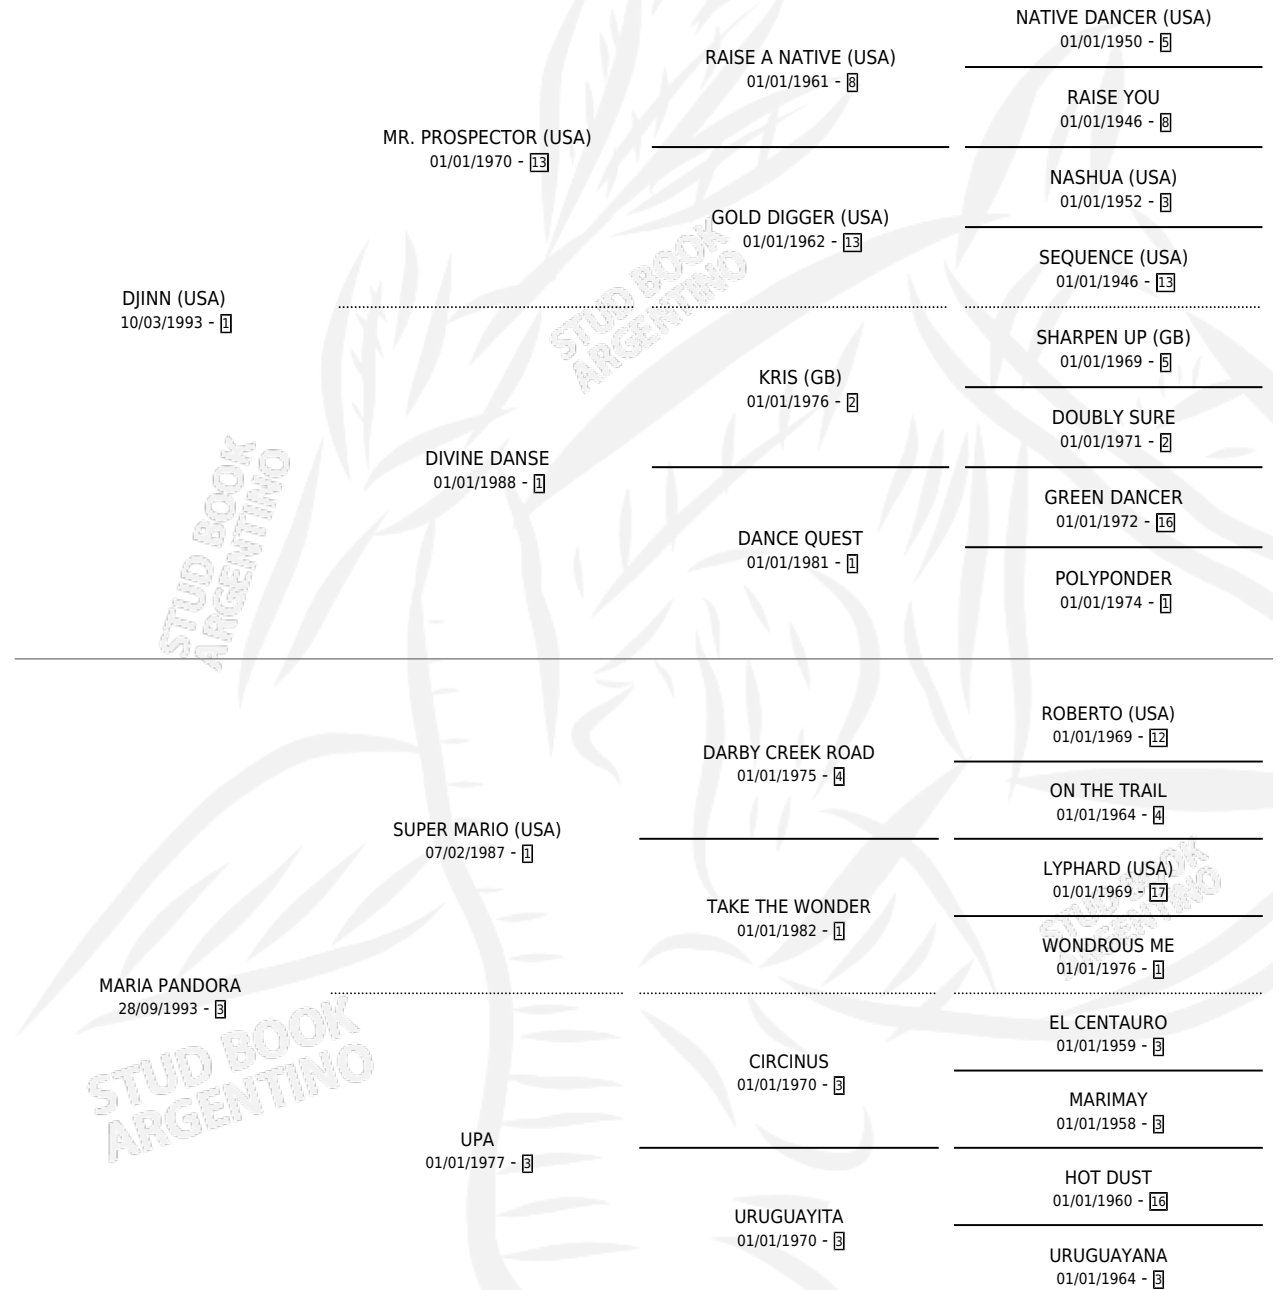 NATIVE DANCER (USA)
01/01/1950 - 5
RAISE A NATIVE (USA)
01/01/1961 - 8
RAISE YOU
01/01/1946 - 8
MR. PROSPECTOR (USA)
01/01/1970 - 13
NASHUA (USA)
01/01/1952 - 3
GOLD DIGGER (USA)
01/01/1962 - 13
SEQUENCE (USA)
01/01/1946 - 13
DJINN (USA)
10/03/1993 - 1
SHARPEN UP (GB)
01/01/1969 - 5
KRIS (GB)
01/01/1976 - 2
DOUBLY SURE
01/01/1971 - 2
DIVINE DANSE
01/01/1988 - 1
GREEN DANCER
01/01/1972 - 16
DANCE QUEST
01/01/1981 - 1
POLYPONDER
01/01/1974 - 1
ROBERTO (USA)
01/01/1969 - 12
DARBY CREEK ROAD
01/01/1975 - 4
ON THE TRAIL
01/01/1964 - 4
SUPER MARIO (USA)
07/02/1987 - 1
LYPHARD (USA)
01/01/1969 - 17
TAKE THE WONDER
01/01/1982 - 1
WONDROUS ME
01/01/1976 - 1
MARIA PANDORA
28/09/1993 - 3
EL CENTAURO
01/01/1959 - 3
CIRCINUS
01/01/1970 - 3
MARIMAY
01/01/1958 - 3
UPA
01/01/1977 - 3
HOT DUST
01/01/1960 - 16
URUGUAYITA
01/01/1970 - 3
URUGUAYANA
01/01/1964 - 3
STUD BOOK
ARGENTINO
STUD BOOK
ARGENTINO
STUD BOOK
ARGENTINO
STUD BOOK
ARGENTINO